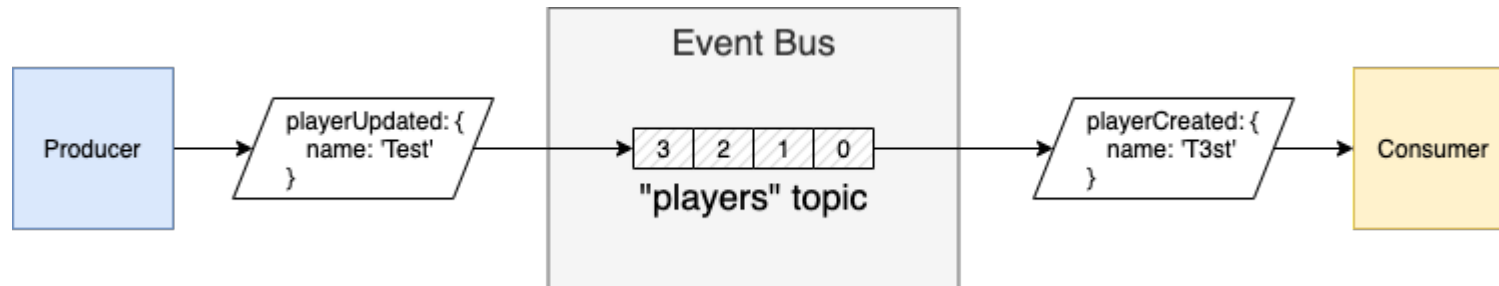 Event Bus
Producer
playerUpdated: {
name: 'Test'
}
3 2 1 0
"players" topic
playerCreated: {
name: 'T3st'
}
Consumer